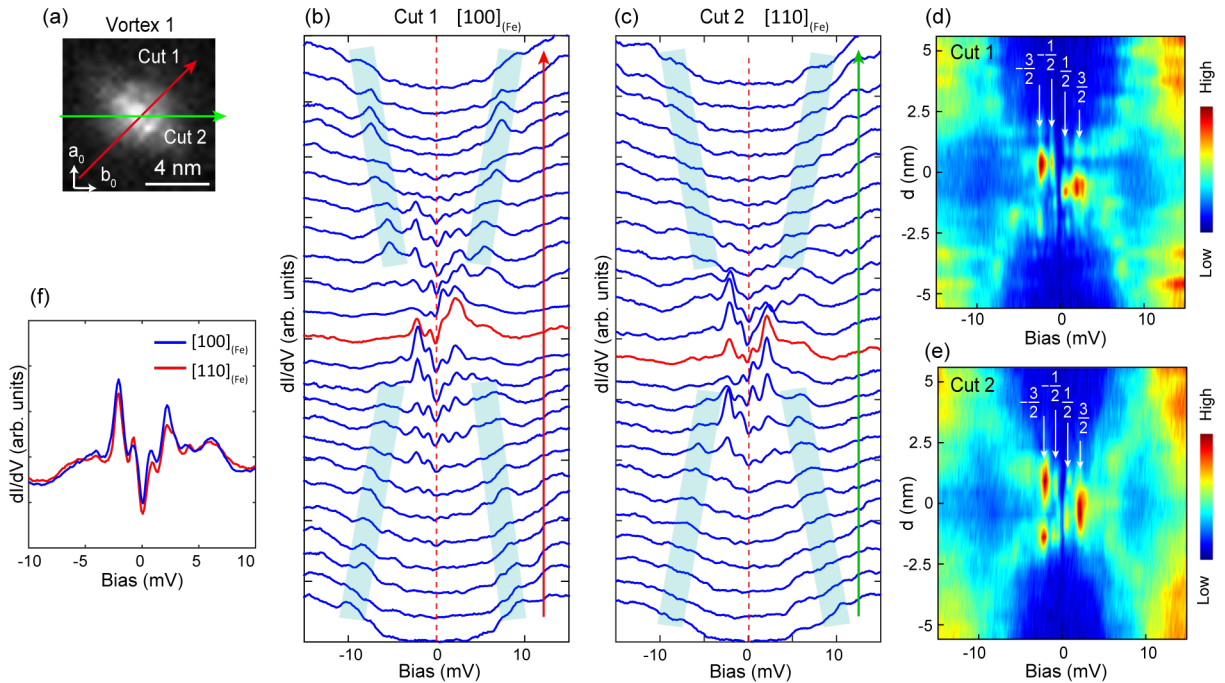 (a)
Vortex 1
Cut 1
Cut 2
a₀
b₀
4 nm
(b)
Cut 1 [100](Fe)
dI/dV (arb. units)
-10
0
10
Bias (mV)
(c)
Cut 2 [110](Fe)
dI/dV (arb. units)
-10
0
10
Bias (mV)
(d)
Cut 1
-3/2
-1/2
1/2
3/2
5
2.5
0
-2.5
-5
d (nm)
-10
0
10
Bias (mV)
High
Low
(e)
Cut 2
-3/2
-1/2
1/2
3/2
5
2.5
0
-2.5
-5
d (nm)
-10
0
10
Bias (mV)
High
Low
(f)
[100](Fe)
[110](Fe)
dI/dV (arb. units)
-10
-5
0
5
10
Bias (mV)